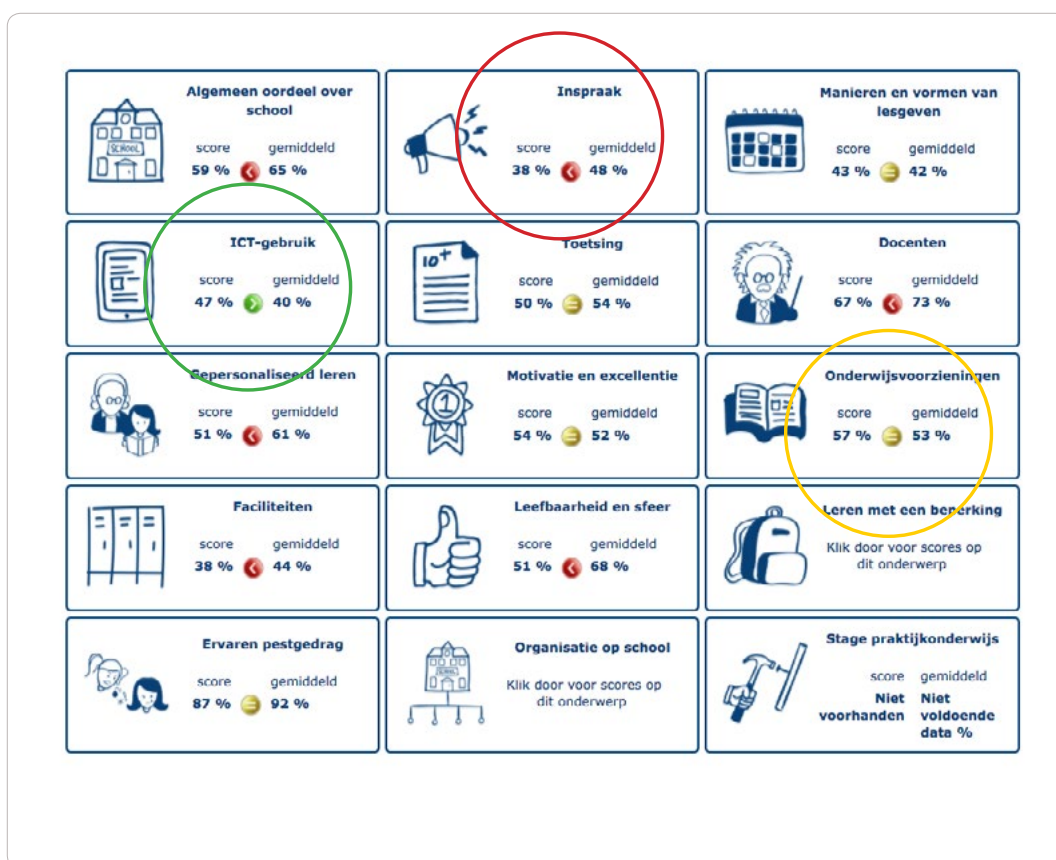 Algemeen oordeel over
school
SCHOOL
score gemiddeld
59 % 65 %
Inspraak
score gemiddeld
38 % 48 %
Manieren en vormen van
lesgeven
score gemiddeld
43 % = 42 %
ICT-gebruik
score gemiddeld
47 % 40 %
10+
Toetsing
score gemiddeld
50 % = 54 %
Docenten
score gemiddeld
67 % 73 %
Gepersonaliseerd leren
score gemiddeld
51 % 61 %
1
Motivatie en excellentie
score gemiddeld
54 % = 52 %
Onderwijsvoorzieningen
score gemiddeld
57 % = 53 %
Faciliteiten
score gemiddeld
38 % 44 %
Leefbaarheid en sfeer
score gemiddeld
51 % 68 %
Leren met een beperking
Klik door voor scores op
dit onderwerp
Ervaren pestgedrag
score gemiddeld
87 % = 92 %
Organisatie op school
SCHOOL
Klik door voor scores op
dit onderwerp
Stage praktijkonderwijs
score gemiddeld
Niet Niet
voorhanden voldoende
data %